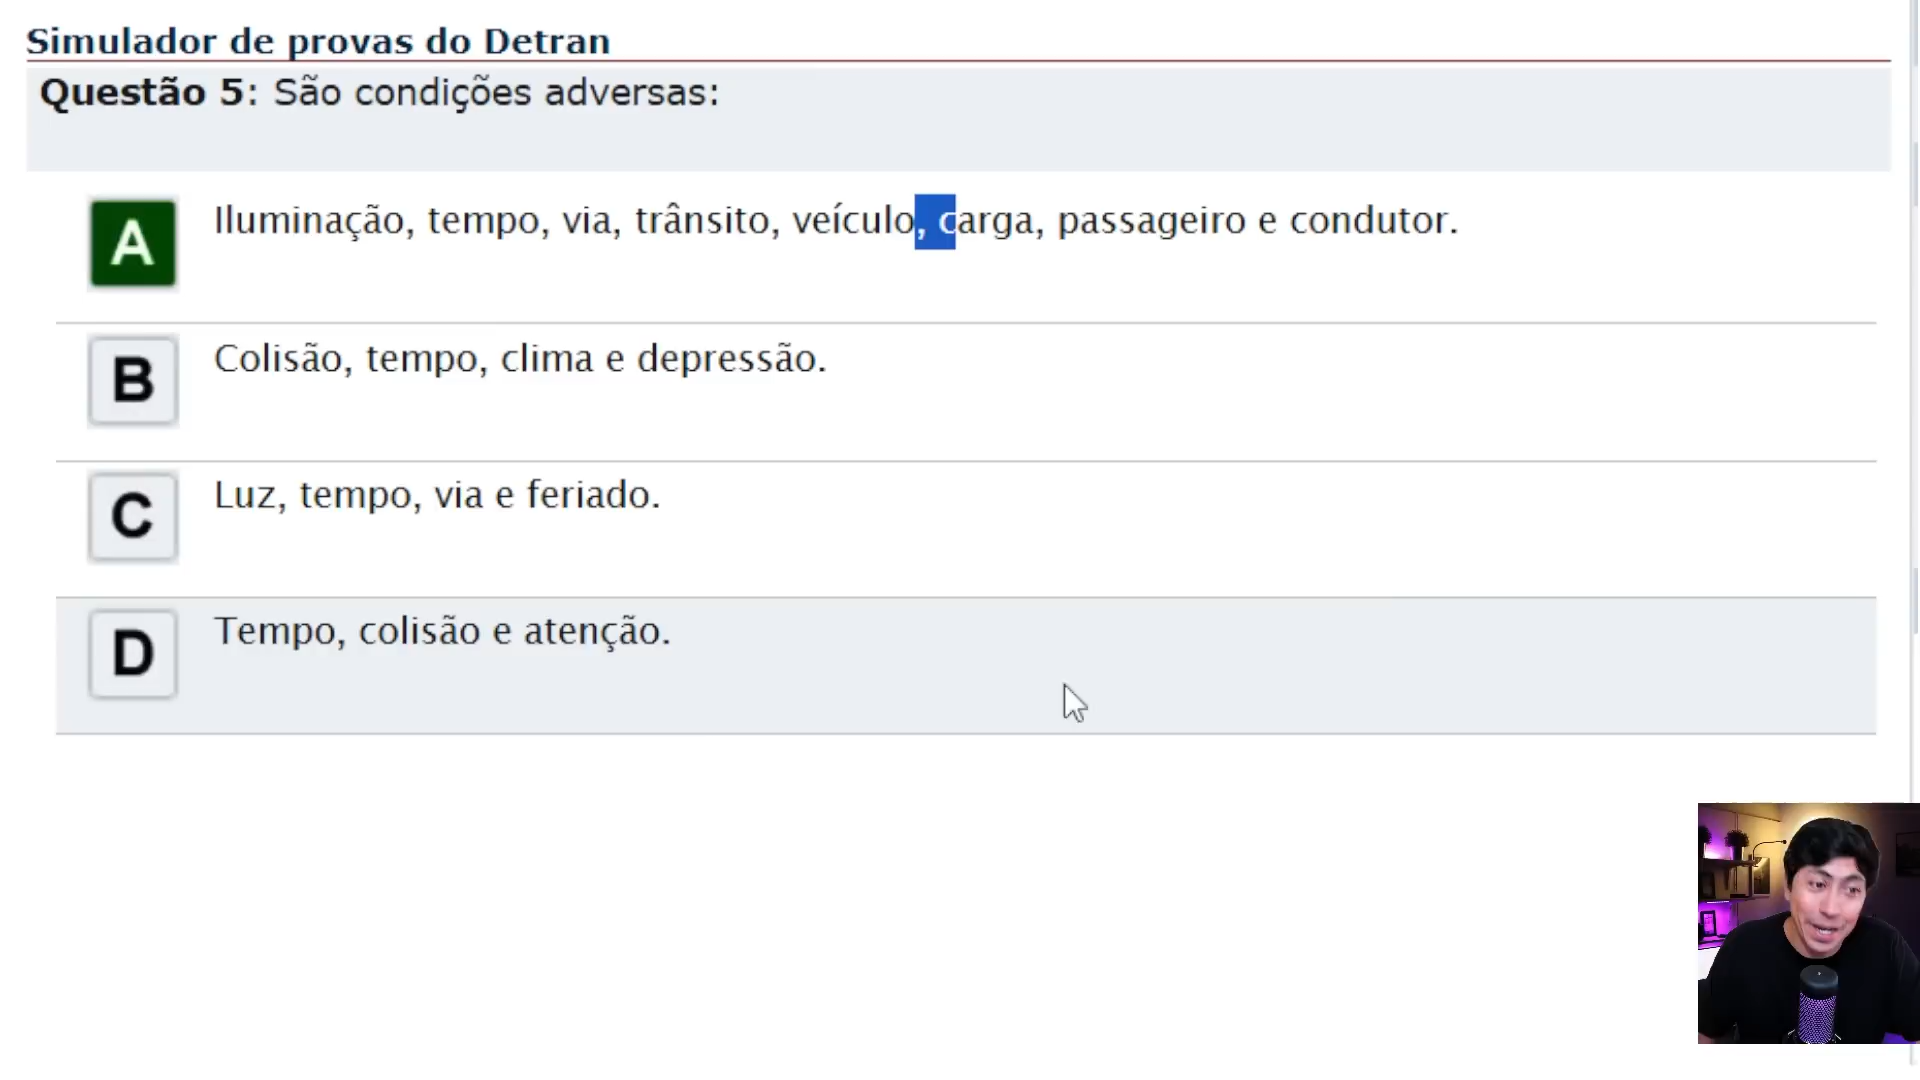 Simulador de provas do Detran
Questão 5: São condições adversas:
A
Iluminação, tempo, via, trânsito, veículo, carga, passageiro e condutor.
B
Colisão, tempo, clima e depressão.
C
Luz, tempo, via e feriado.
D
Tempo, colisão e atenção.